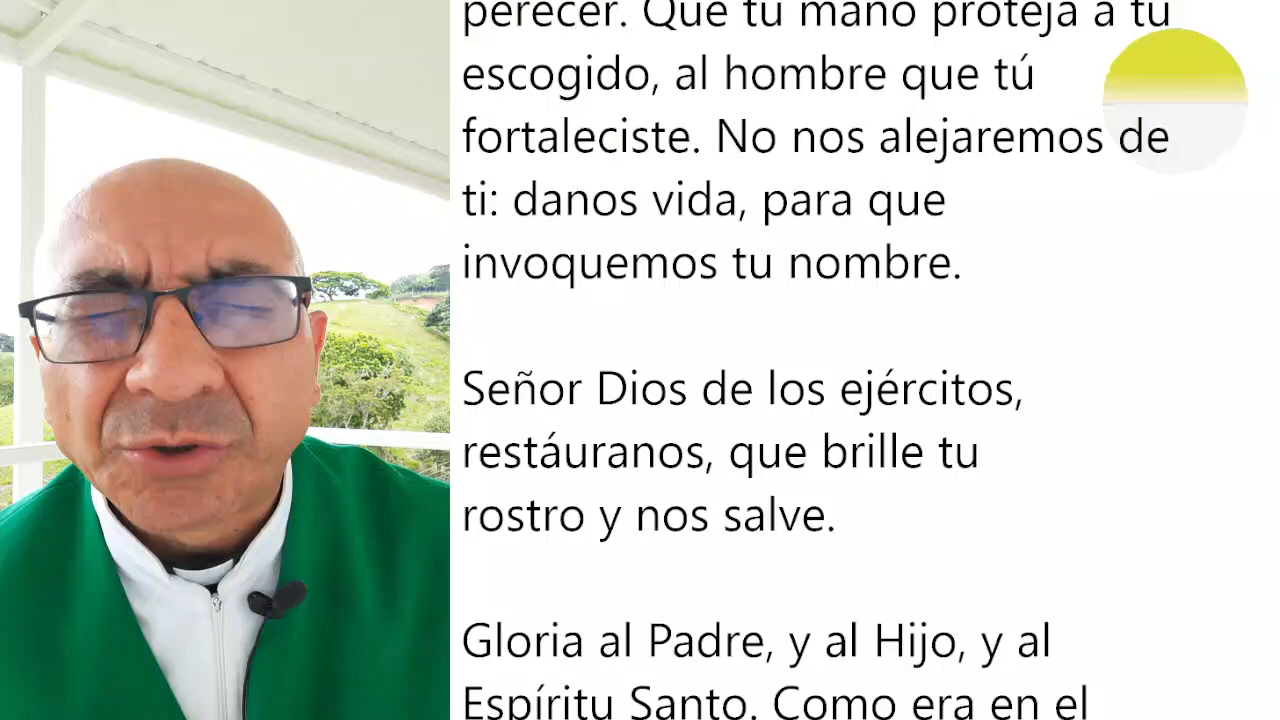 perecer. Que tu mano proteja a tu
escogido, al hombre que tú
fortaleciste. No nos alejaremos de
ti: danos vida, para que
invoquemos tu nombre.
Señor Dios de los ejércitos,
restáuranos, que brille tu
rostro y nos salve.
Gloria al Padre, y al Hijo, y al
Espíritu Santo. Como era en el